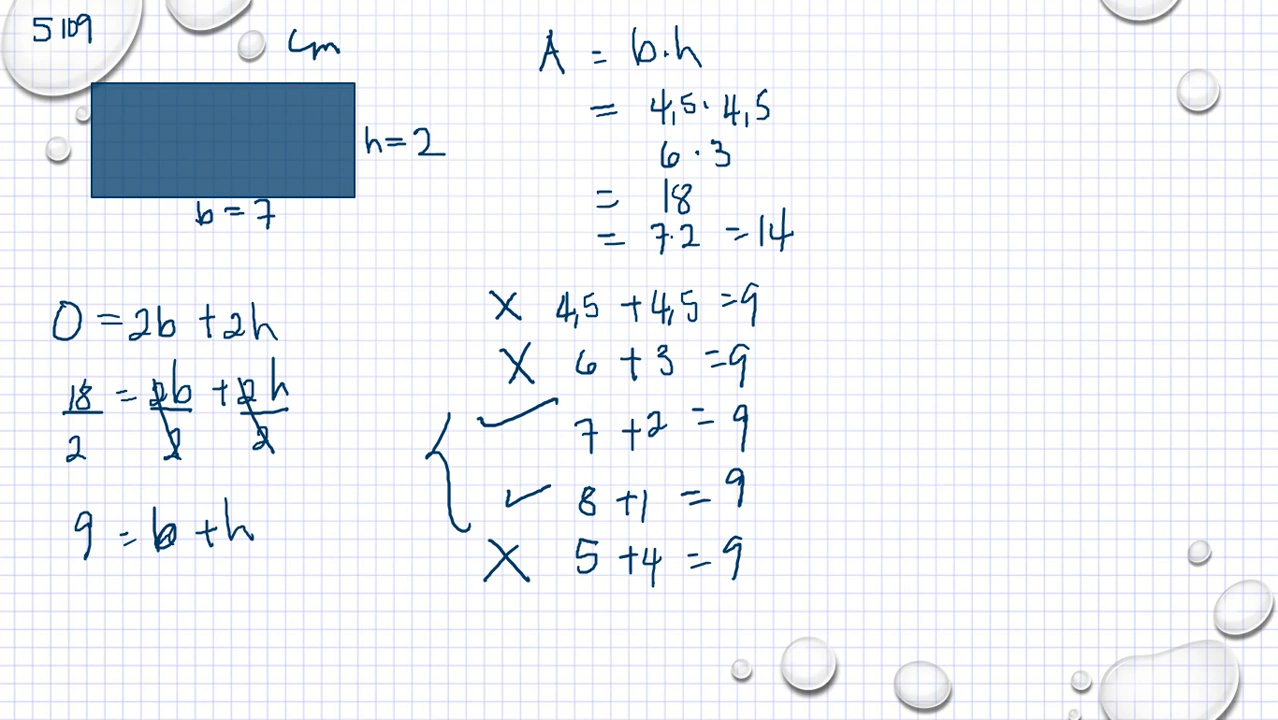 5109
cm
h = 2
b = 7
A = b·h
= 4,5 · 4,5
6 · 3
= 18
= 7·2 = 14
O = 2b + 2h
18/2 = 2b/2 + 2h/2
9 = b + h
X 4,5 + 4,5 = 9
X 6 + 3 = 9
✓ 7 + 2 = 9
✓ 8 + 1 = 9
X 5 + 4 = 9